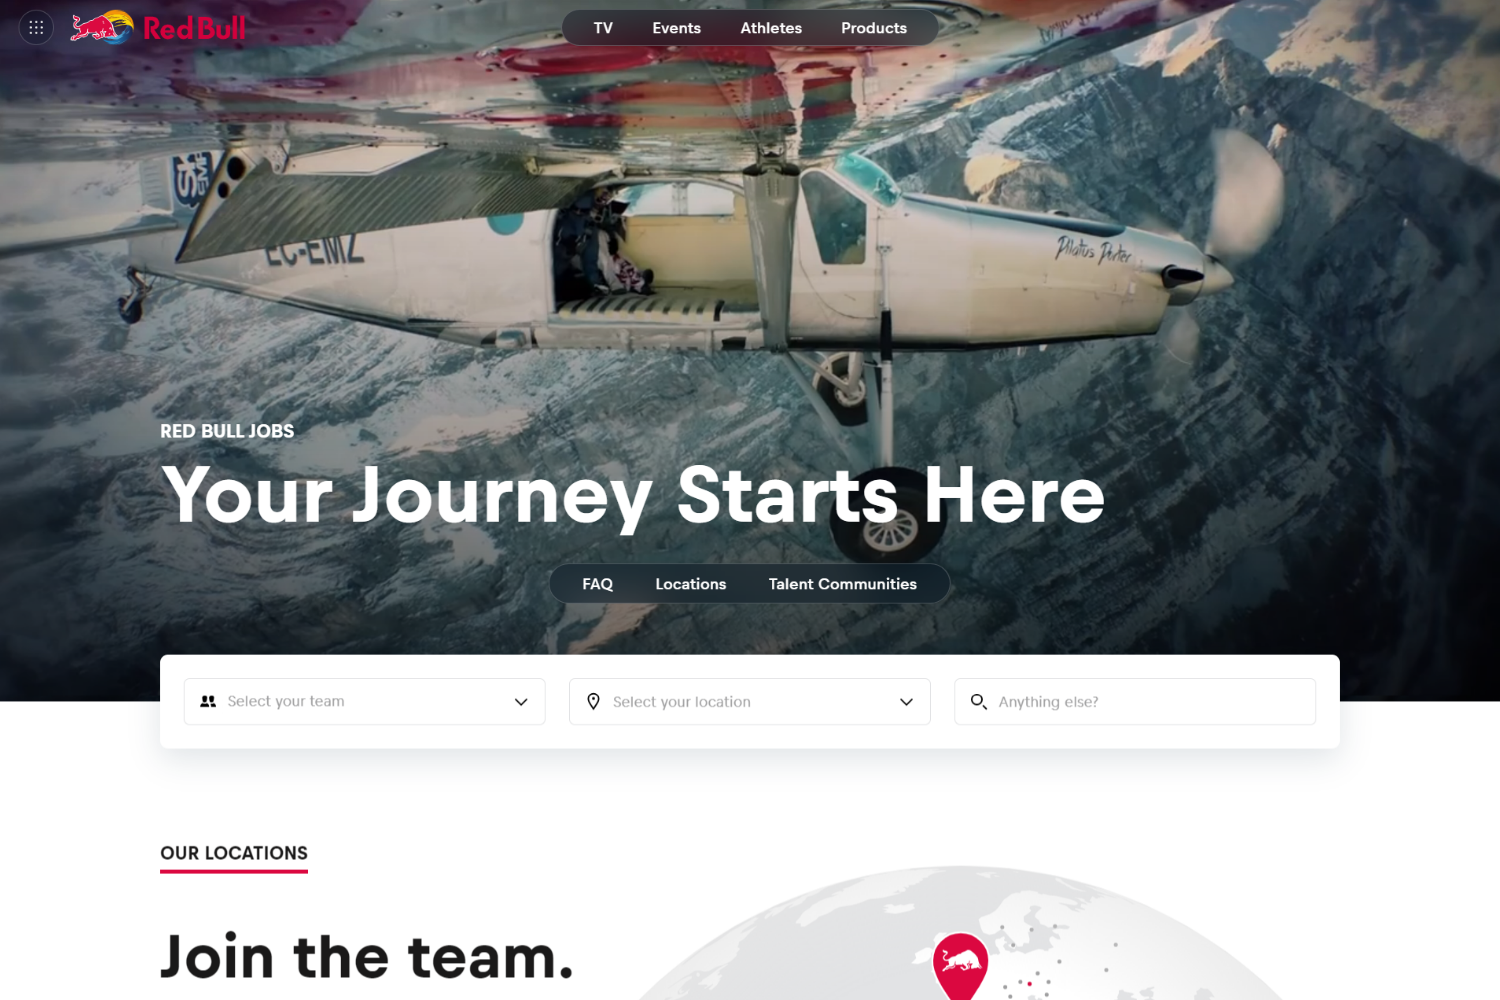 Red Bull
TV Events Athletes Products
EC-EMZ
Pilatus Porter
RED BULL JOBS
Your Journey Starts Here
FAQ Locations Talent Communities
Select your team
Select your location
Anything else?
OUR LOCATIONS
Join the team.